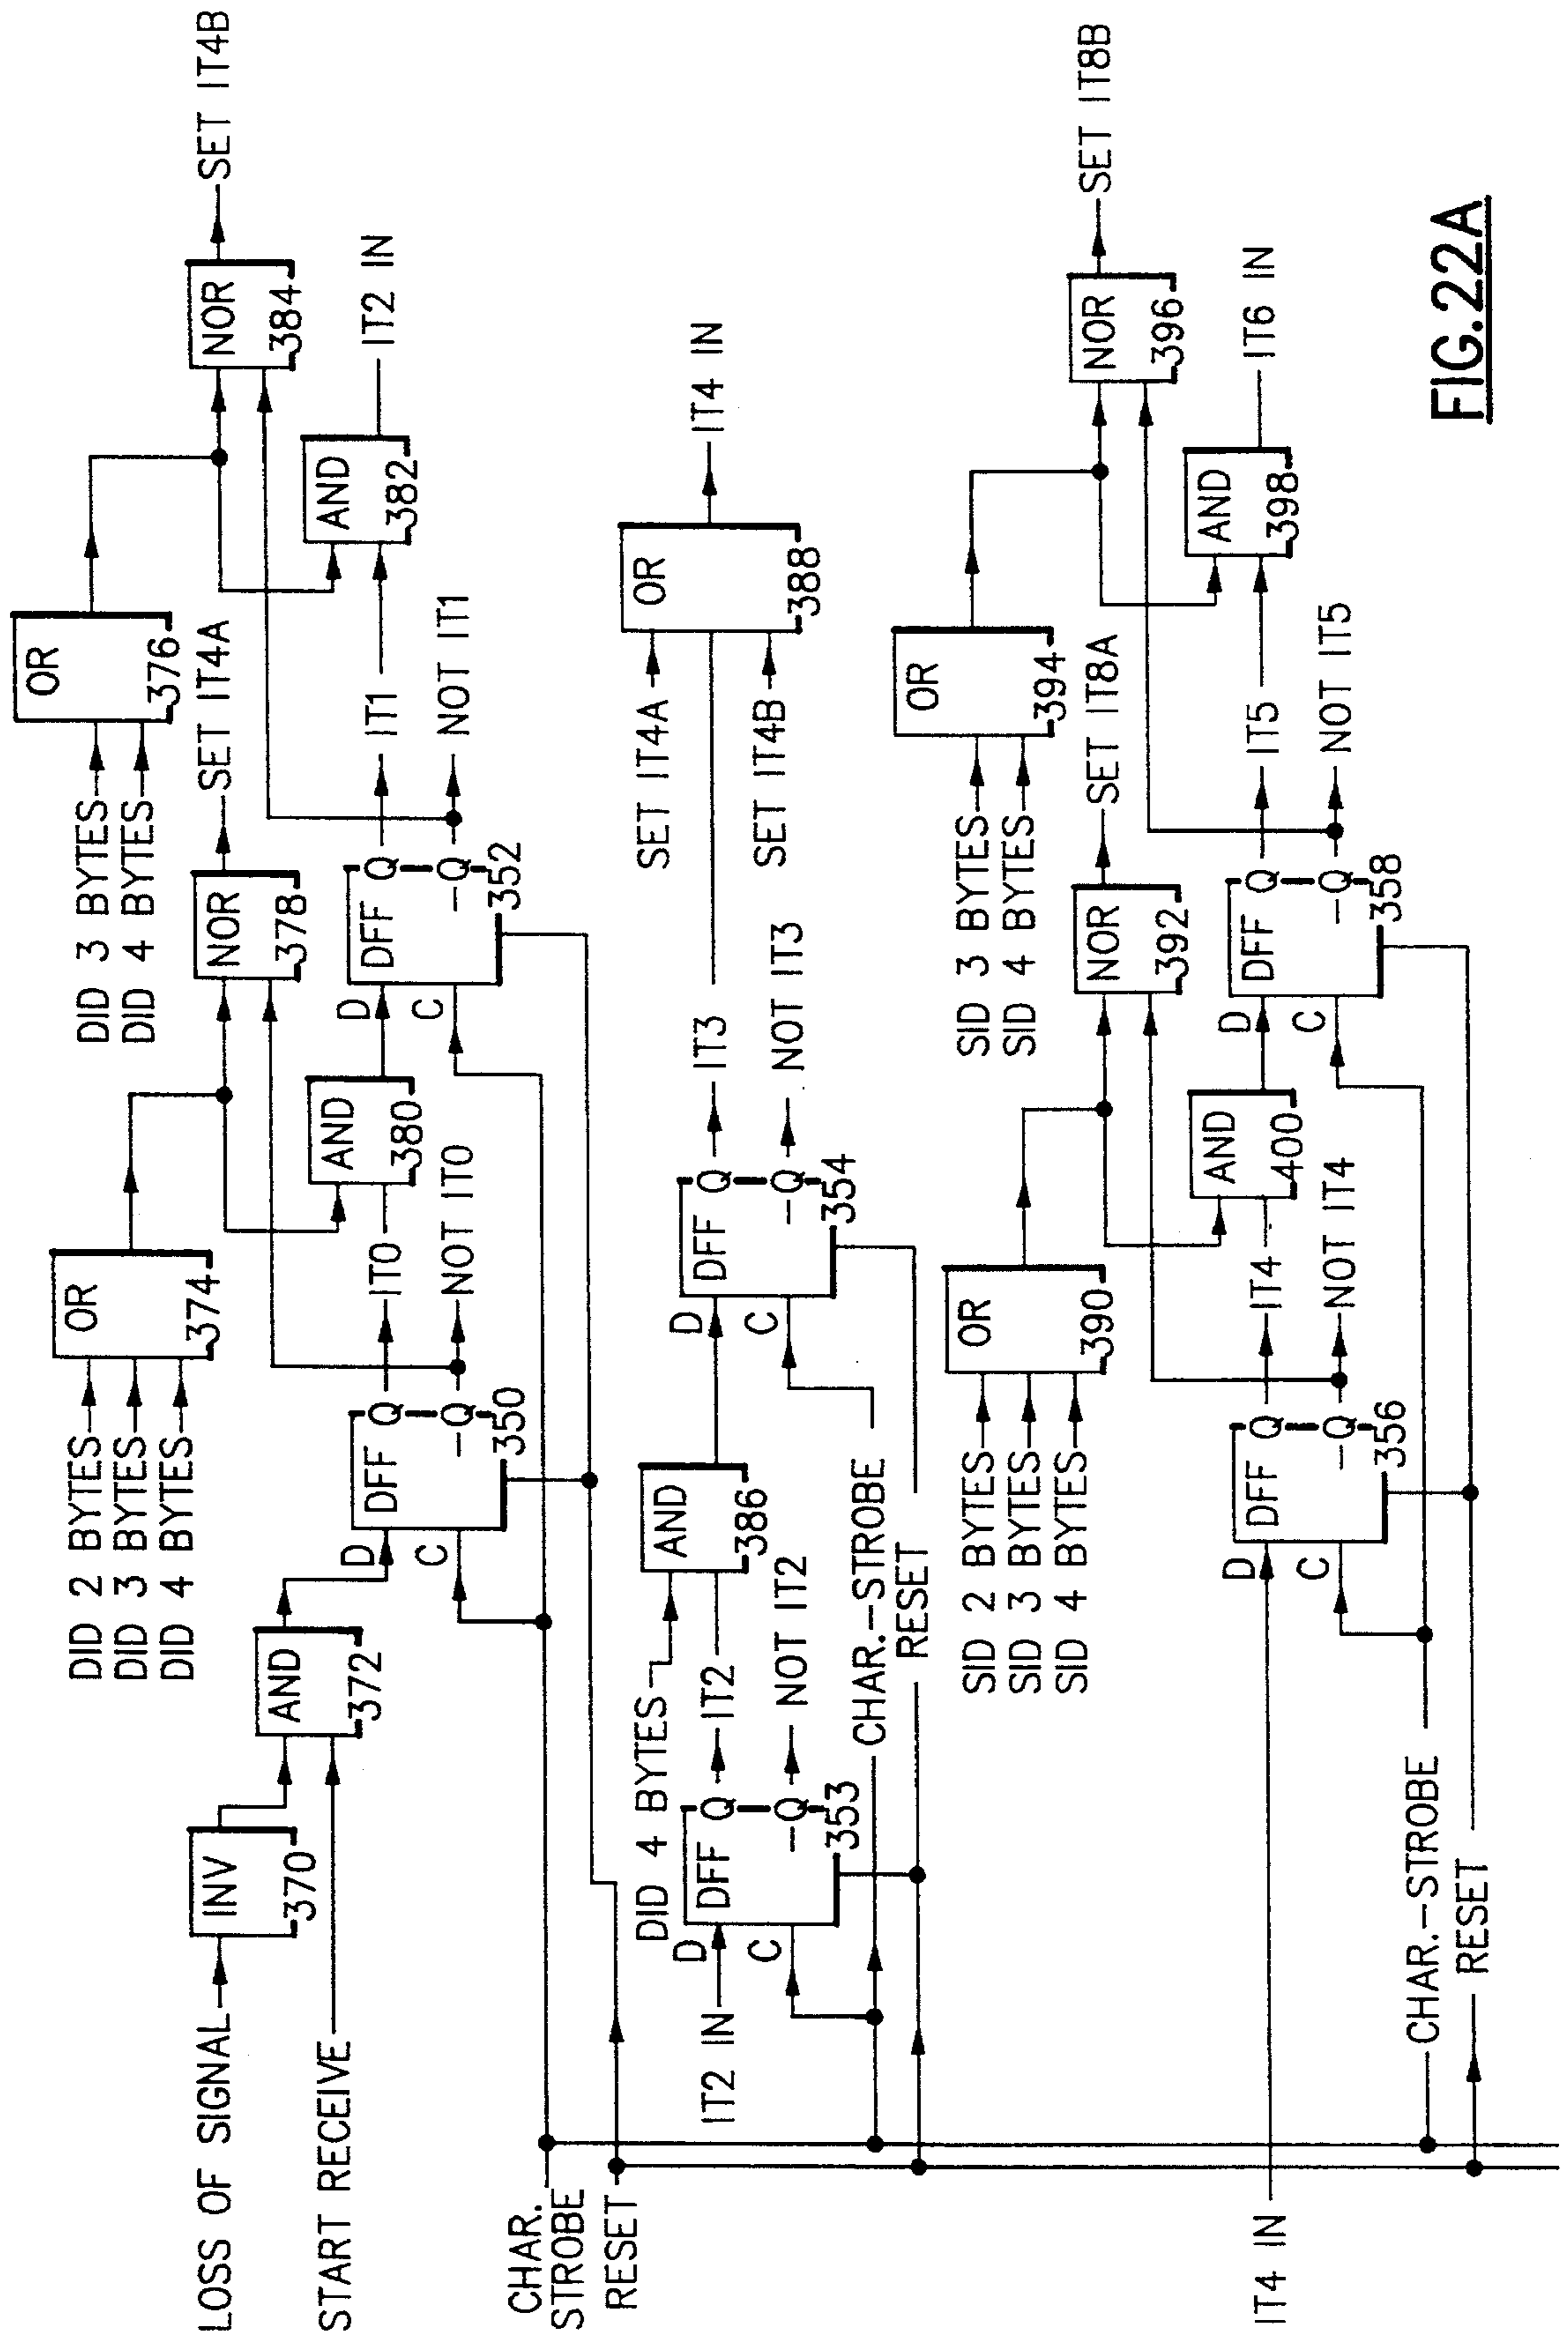 LOSS OF SIGNAL
START RECEIVE
INV
370
AND
372
DID 2 BYTES
DID 3 BYTES
DID 4 BYTES
OR
374
DFF
D
C
Q
-Q
350
IT0
NOT IT0
AND
380
NOR
378
SET IT4A
DID 3 BYTES
DID 4 BYTES
OR
376
DFF
D
C
Q
-Q
352
IT1
NOT IT1
AND
382
IT2 IN
NOR
384
SET IT4B
CHAR.
STROBE
RESET
IT2 IN
DFF
D
C
Q
-Q
353
IT2
NOT IT2
DID 4 BYTES
AND
386
CHAR.-STROBE
RESET
DFF
D
C
Q
-Q
354
IT3
NOT IT3
SET IT4A
SET IT4B
OR
388
IT4 IN
IT4 IN
DFF
D
C
Q
-Q
356
IT4
NOT IT4
SID 2 BYTES
SID 3 BYTES
SID 4 BYTES
OR
390
AND
400
NOR
392
SET IT8A
DFF
D
C
Q
-Q
358
IT5
NOT IT5
SID 3 BYTES
SID 4 BYTES
OR
394
AND
398
IT6 IN
NOR
396
SET IT8B
CHAR.-STROBE
RESET
FIG.22A